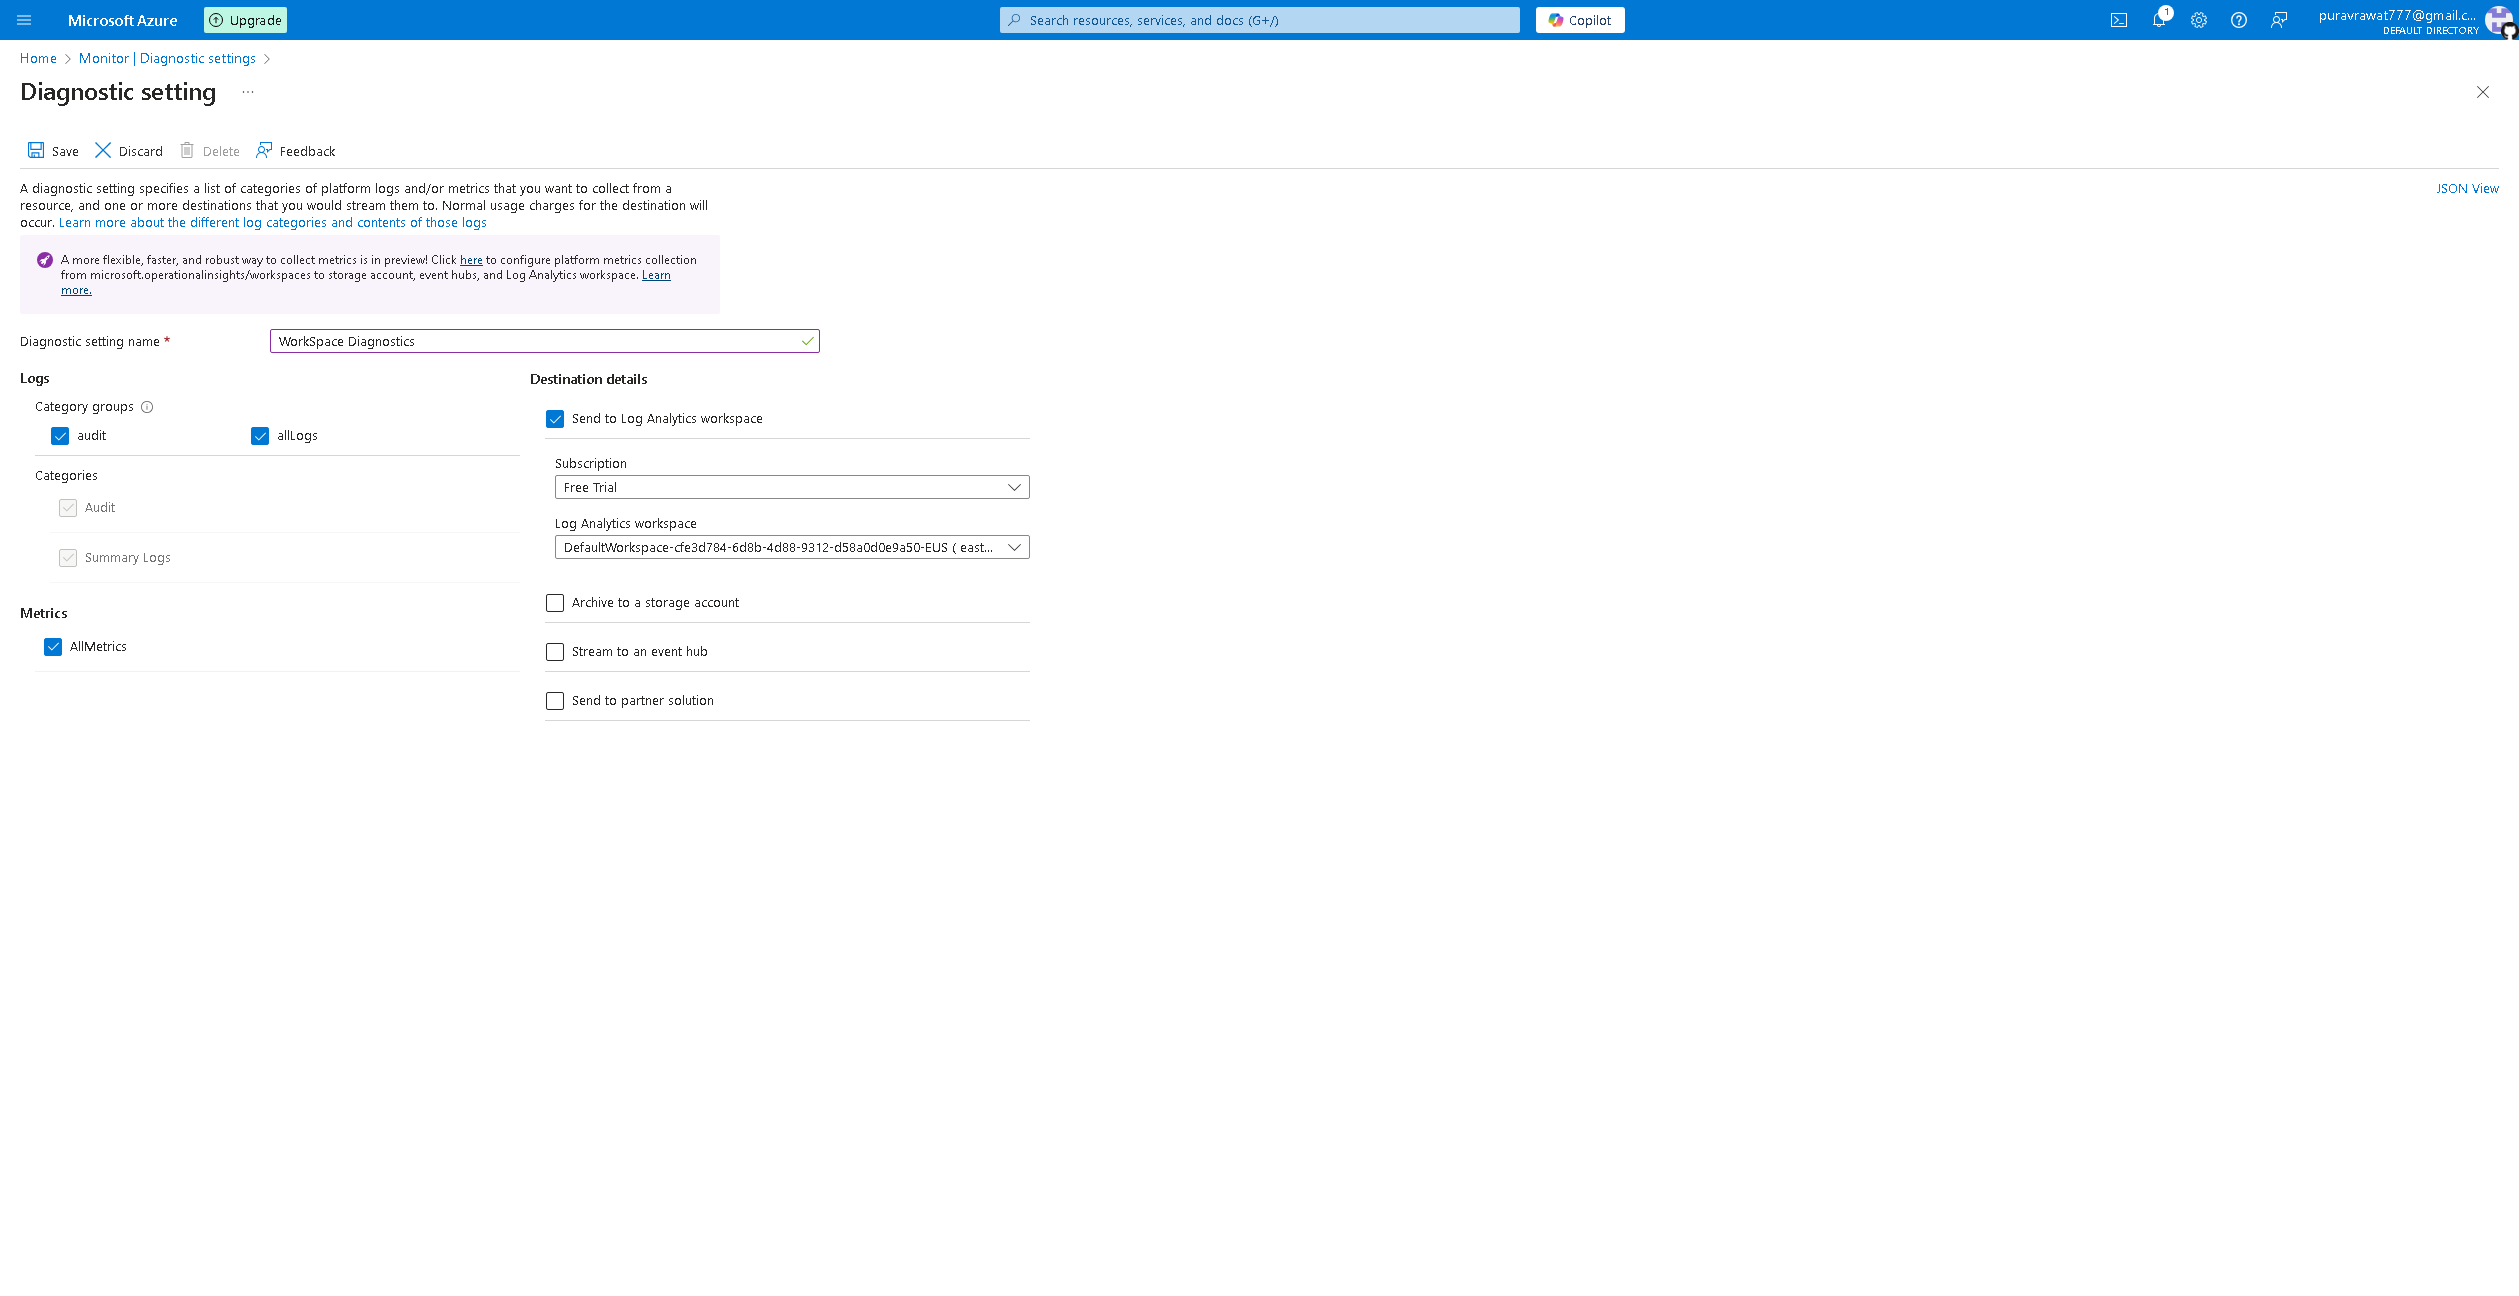 Microsoft Azure
Upgrade
Search resources, services, and docs (G+/)
Copilot
1
puravrawat777@gmail.c...
DEFAULT DIRECTORY
Home > Monitor | Diagnostic settings >
Diagnostic setting ...
Save
Discard
Delete
Feedback
A diagnostic setting specifies a list of categories of platform logs and/or metrics that you want to collect from a
resource, and one or more destinations that you would stream them to. Normal usage charges for the destination will
occur. Learn more about the different log categories and contents of those logs
JSON View
A more flexible, faster, and robust way to collect metrics is in preview! Click here to configure platform metrics collection
from microsoft.operationalinsights/workspaces to storage account, event hubs, and Log Analytics workspace. Learn
more.
Diagnostic setting name *
WorkSpace Diagnostics
Logs
Category groups
audit
allLogs
Categories
Audit
Summary Logs
Metrics
AllMetrics
Destination details
Send to Log Analytics workspace
Subscription
Free Trial
Log Analytics workspace
DefaultWorkspace-cfe3d784-6d8b-4d88-9312-d58a0d0e9a50-EUS ( east...
Archive to a storage account
Stream to an event hub
Send to partner solution